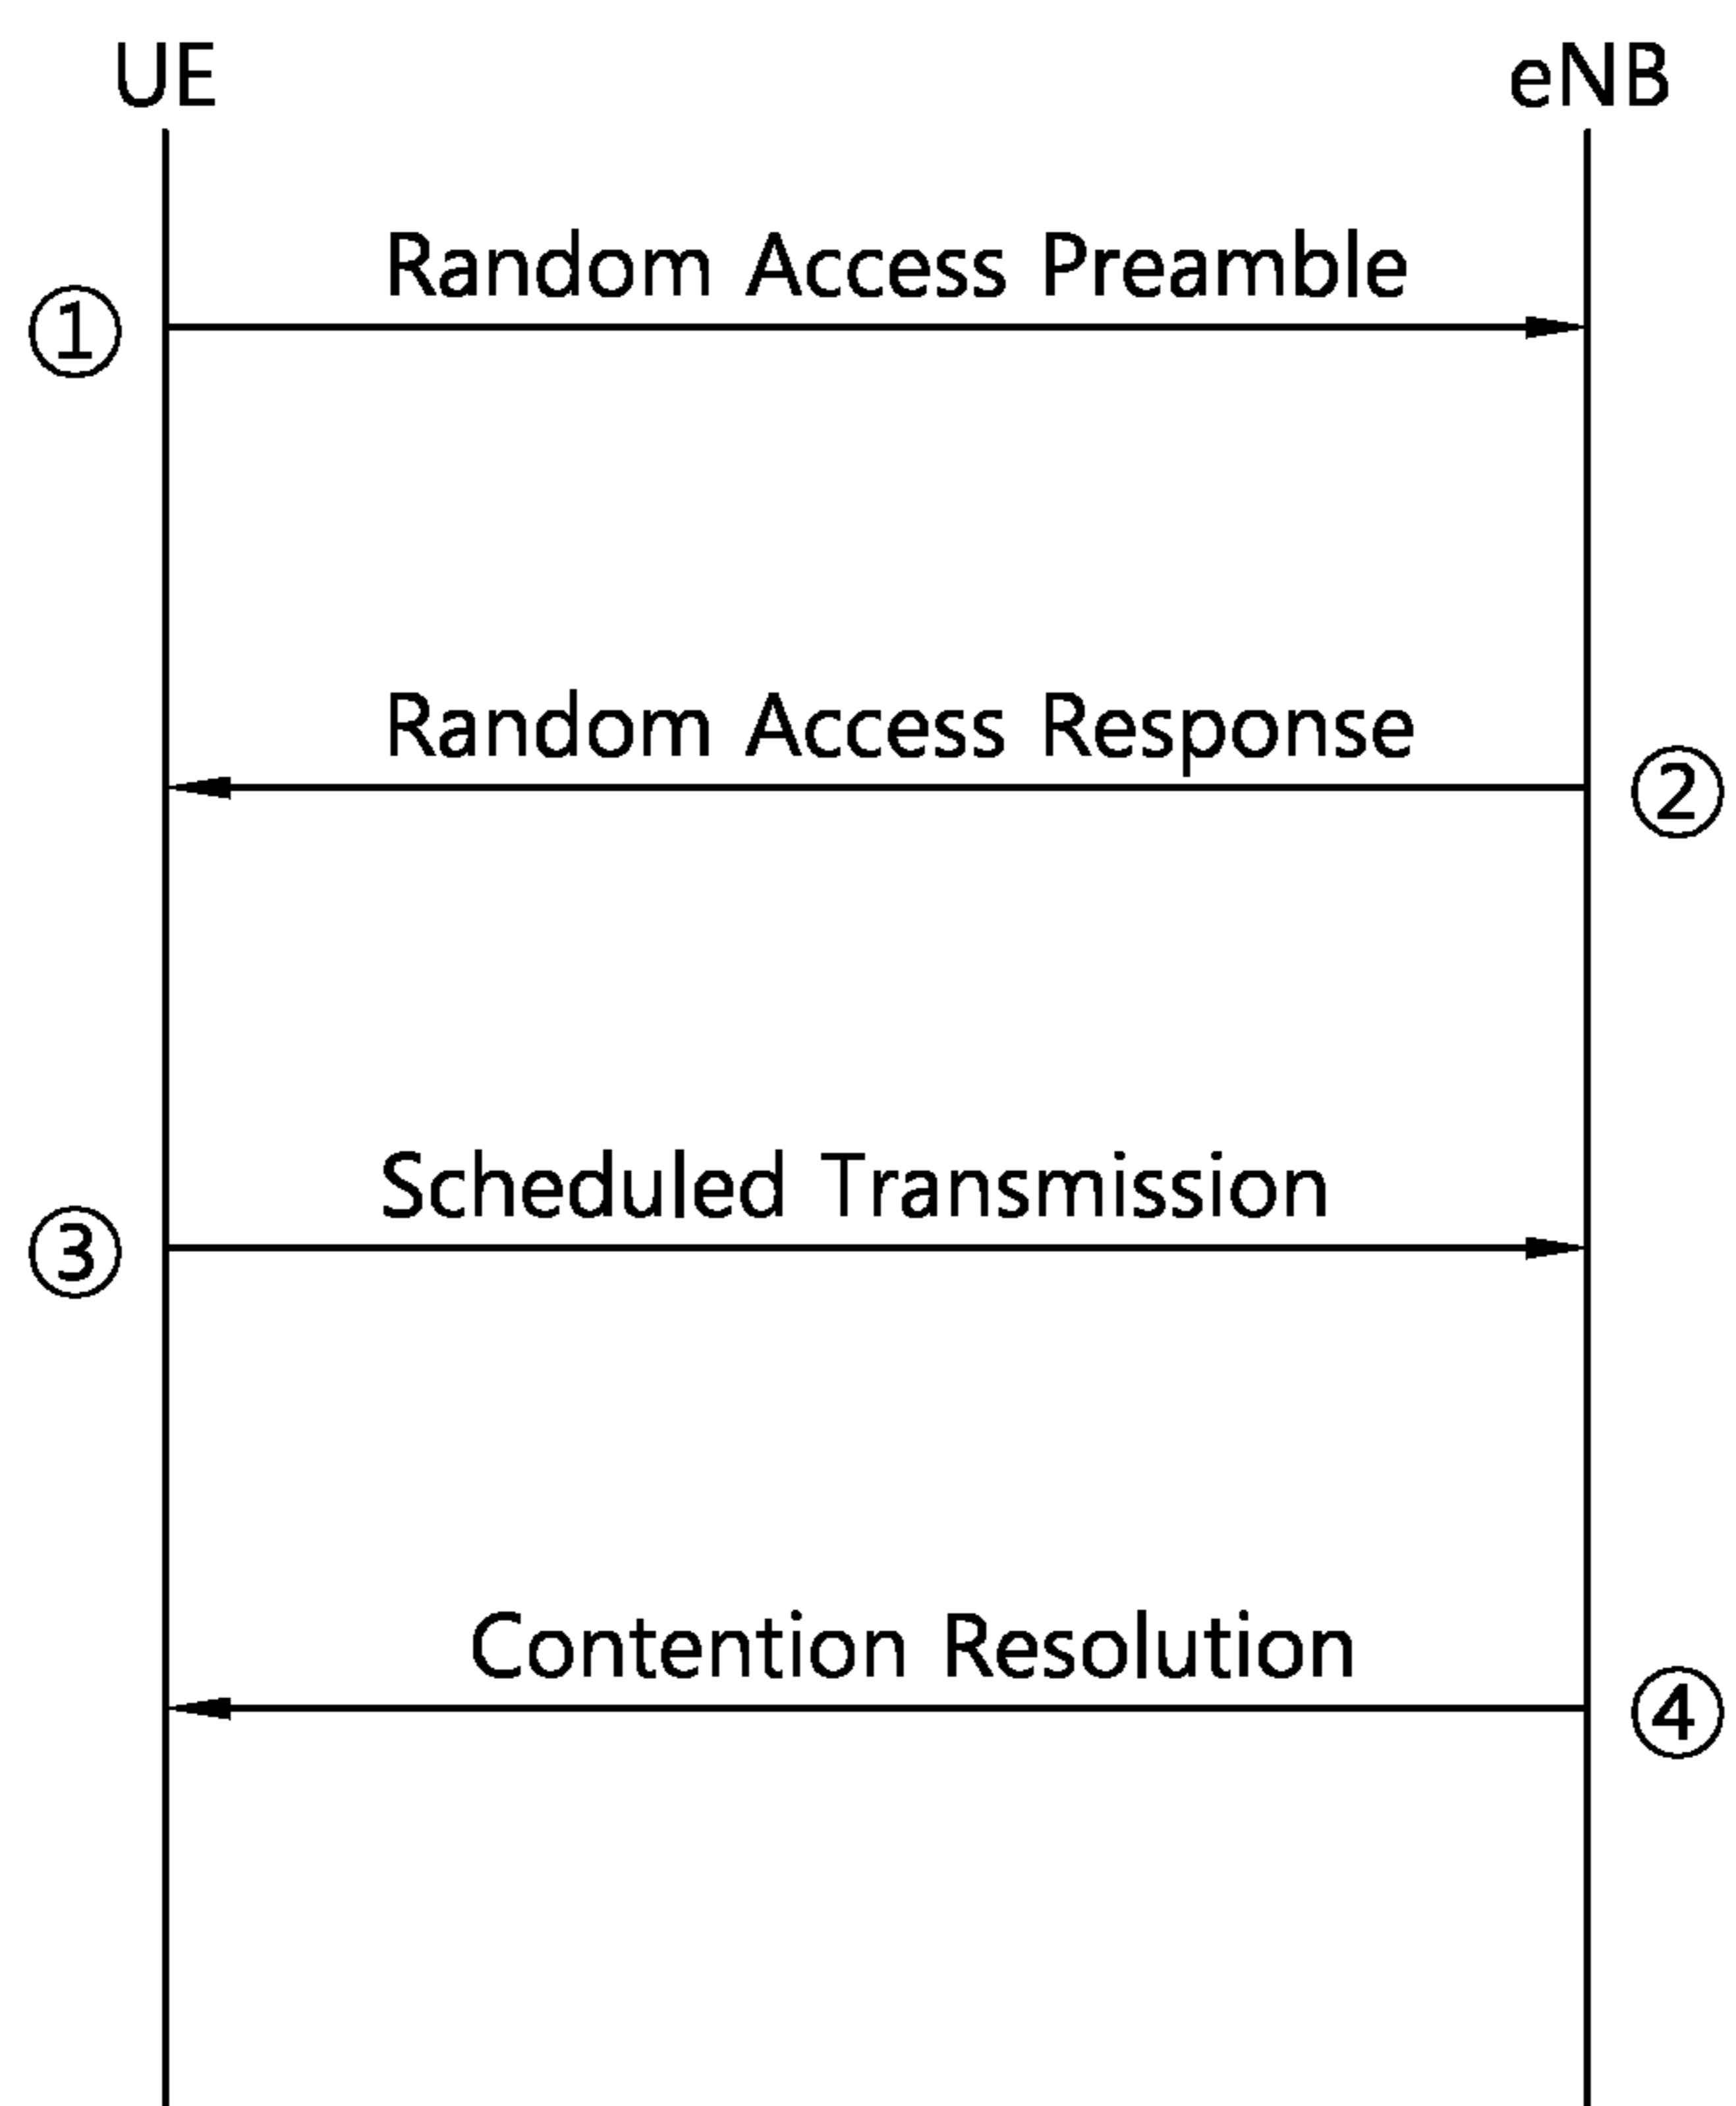 UE eNB
Random Access Preamble
①
Random Access Response
②
Scheduled Transmission
③
Contention Resolution
④